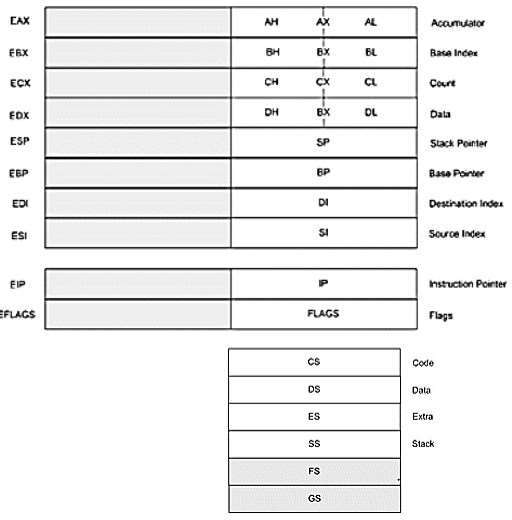 EAX AH AX AL Accumulator
EBX BH BX BL Base Index
ECX CH CX CL Count
EDX DH BX DL Data
ESP SP Stack Pointer
EBP BP Base Pointer
EDI DI Destination Index
ESI SI Source Index
EIP IP Instruction Pointer
EFLAGS FLAGS Flags
CS Code
DS Data
ES Extra
SS Stack
FS
GS